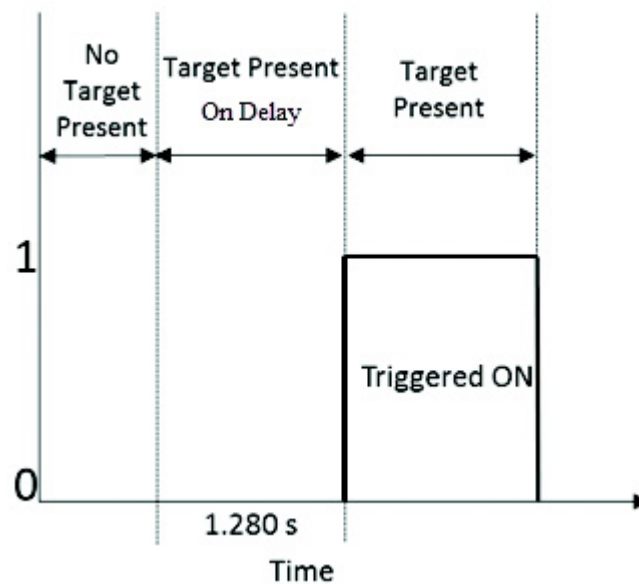 No
Target
Present
Target Present
On Delay
Target
Present
1
Triggered ON
0
1.280 s
Time